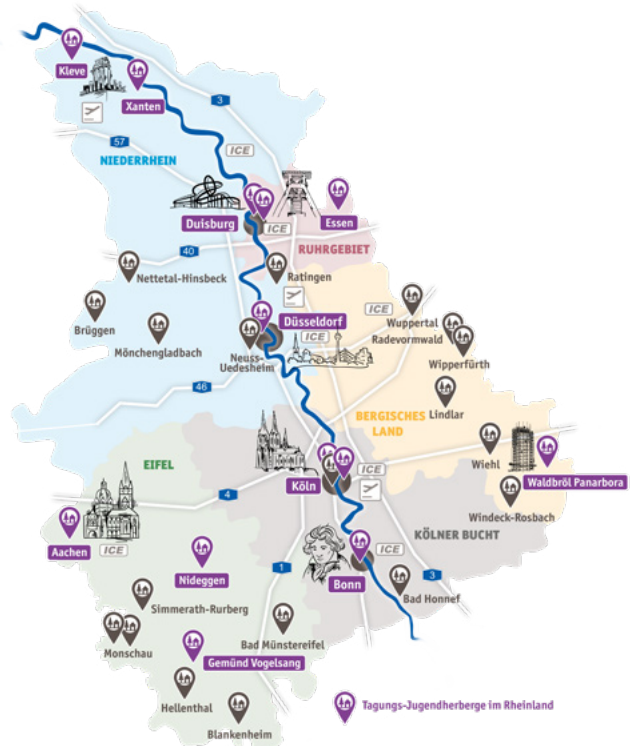 Kleve
Xanten
3
57
ICE
NIEDERRHEIN
Duisburg
ICE
Essen
RUHRGEBIET
40
Nettetal-Hinsbeck
Ratingen
Brüggen
Mönchengladbach
Düsseldorf
ICE
Neuss-
Uedesheim
ICE
Wuppertal
Radevormwald
Wipperfürth
46
Lindlar
BERGISCHES
LAND
EIFEL
Köln
ICE
Wiehl
Waldbröl Panarbora
4
Windeck-Rosbach
KÖLNER BUCHT
Aachen
ICE
Nideggen
1
Bonn
ICE
3
Bad Honnef
Simmerath-Rurberg
Monschau
Bad Münstereifel
Gemünd Vogelsang
Hellenthal
Blankenheim
Tagungs-Jugendherberge im Rheinland